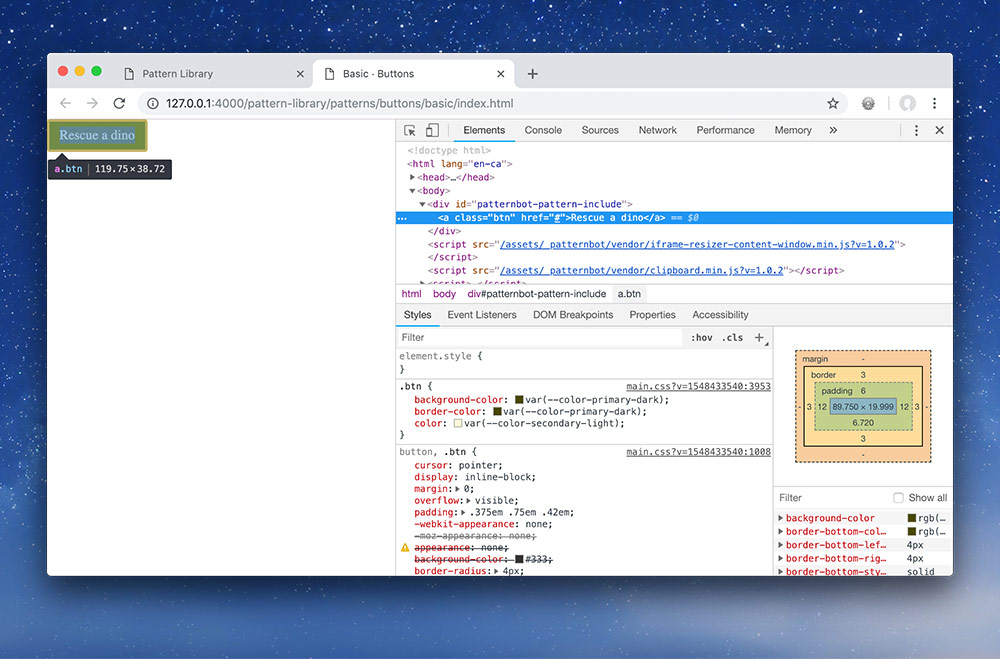 Pattern Library
Basic · Buttons
127.0.0.1:4000/pattern-library/patterns/buttons/basic/index.html
Rescue a dino
a.btn | 119.75 × 38.72
Elements Console Sources Network Performance Memory »
<!doctype html>
<html lang="en-ca">
▶<head>…</head>
▼<body>
▼<div id="patternbot-pattern-include">
… <a class="btn" href="#">Rescue a dino</a> == $0
</div>
<script src="/assets/_patternbot/vendor/iframe-resizer-content-window.min.js?v=1.0.2">
</script>
<script src="/assets/_patternbot/vendor/clipboard.min.js?v=1.0.2"></script>
▶<script>…</script>
html body div#patternbot-pattern-include a.btn
Styles Event Listeners DOM Breakpoints Properties Accessibility
Filter :hov .cls +
element.style {
}
.btn { main.css?v=1548433540:3953
background-color: var(--color-primary-dark);
border-color: var(--color-primary-dark);
color: var(--color-secondary-light);
}
button, .btn { main.css?v=1548433540:1008
cursor: pointer;
display: inline-block;
margin:▶ 0;
overflow:▶ visible;
padding:▶ .375em .75em .42em;
-webkit-appearance: none;
-moz-appearance: none;
appearance: none;
background-color: #333;
border-radius:▶ 4px;
margin -
border 3
padding 6
- 3 12 89.750 × 19.999 12 3 -
6.720
3
-
Filter Show all
▶ background-color rgb(…
▶ border-bottom-col… rgb(…
▶ border-bottom-lef… 4px
▶ border-bottom-rig… 4px
▶ border-bottom-sty… solid